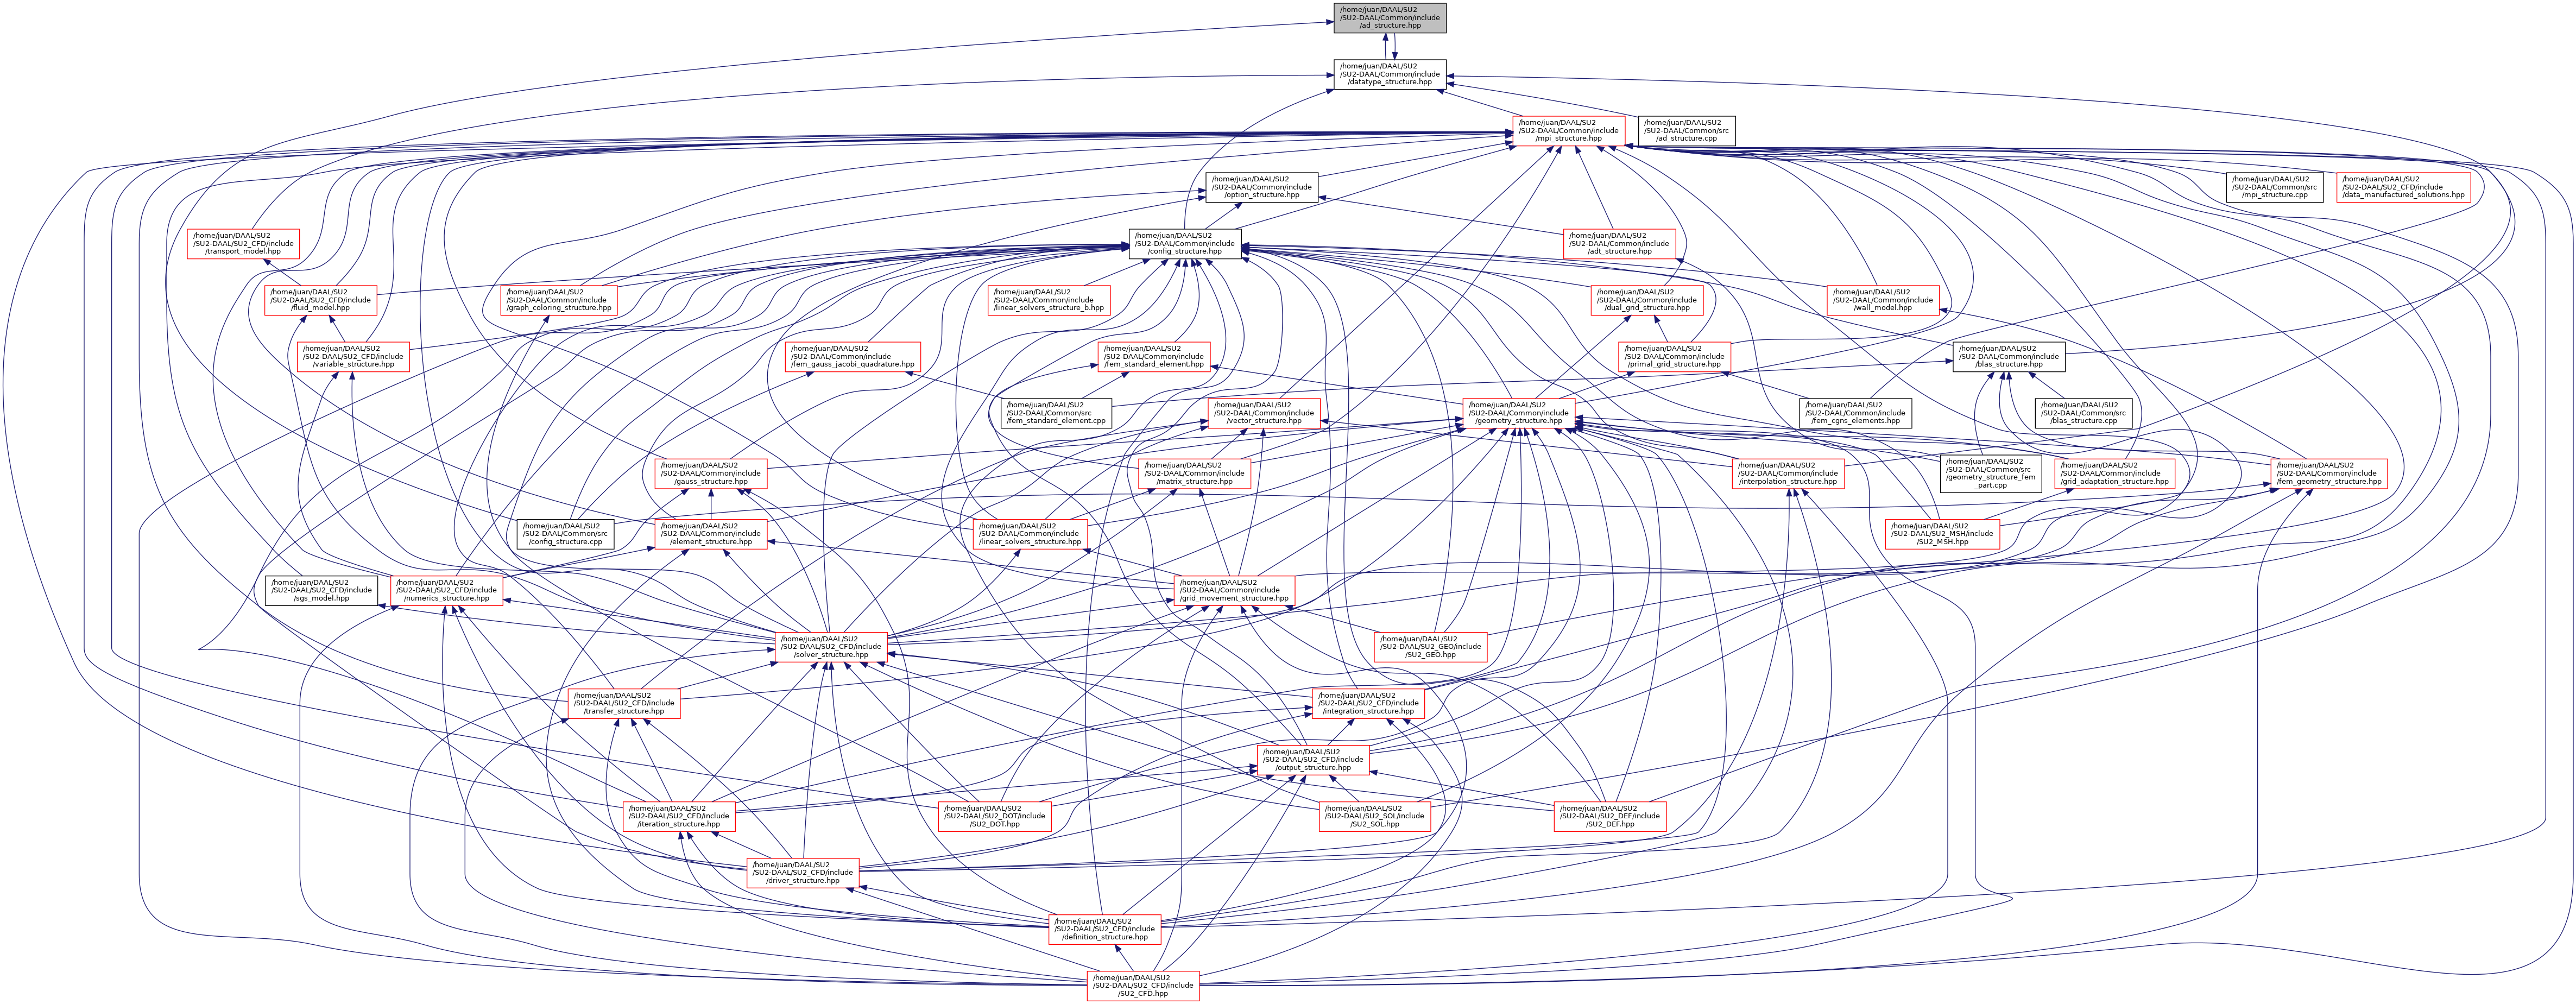 /home/juan/DAAL/SU2
/SU2-DAAL/Common/include
/ad_structure.hpp
/home/juan/DAAL/SU2
/SU2-DAAL/Common/include
/datatype_structure.hpp
/home/juan/DAAL/SU2
/SU2-DAAL/Common/include
/mpi_structure.hpp
/home/juan/DAAL/SU2
/SU2-DAAL/Common/src
/ad_structure.cpp
/home/juan/DAAL/SU2
/SU2-DAAL/Common/include
/option_structure.hpp
/home/juan/DAAL/SU2
/SU2-DAAL/Common/src
/mpi_structure.cpp
/home/juan/DAAL/SU2
/SU2-DAAL/SU2_CFD/include
/data_manufactured_solutions.hpp
/home/juan/DAAL/SU2
/SU2-DAAL/SU2_CFD/include
/transport_model.hpp
/home/juan/DAAL/SU2
/SU2-DAAL/Common/include
/config_structure.hpp
/home/juan/DAAL/SU2
/SU2-DAAL/Common/include
/adt_structure.hpp
/home/juan/DAAL/SU2
/SU2-DAAL/SU2_CFD/include
/fluid_model.hpp
/home/juan/DAAL/SU2
/SU2-DAAL/Common/include
/graph_coloring_structure.hpp
/home/juan/DAAL/SU2
/SU2-DAAL/Common/include
/linear_solvers_structure_b.hpp
/home/juan/DAAL/SU2
/SU2-DAAL/Common/include
/dual_grid_structure.hpp
/home/juan/DAAL/SU2
/SU2-DAAL/Common/include
/wall_model.hpp
/home/juan/DAAL/SU2
/SU2-DAAL/SU2_CFD/include
/variable_structure.hpp
/home/juan/DAAL/SU2
/SU2-DAAL/Common/include
/fem_gauss_jacobi_quadrature.hpp
/home/juan/DAAL/SU2
/SU2-DAAL/Common/include
/fem_standard_element.hpp
/home/juan/DAAL/SU2
/SU2-DAAL/Common/include
/primal_grid_structure.hpp
/home/juan/DAAL/SU2
/SU2-DAAL/Common/include
/blas_structure.hpp
/home/juan/DAAL/SU2
/SU2-DAAL/Common/src
/fem_standard_element.cpp
/home/juan/DAAL/SU2
/SU2-DAAL/Common/include
/vector_structure.hpp
/home/juan/DAAL/SU2
/SU2-DAAL/Common/include
/geometry_structure.hpp
/home/juan/DAAL/SU2
/SU2-DAAL/Common/include
/fem_cgns_elements.hpp
/home/juan/DAAL/SU2
/SU2-DAAL/Common/src
/blas_structure.cpp
/home/juan/DAAL/SU2
/SU2-DAAL/Common/include
/gauss_structure.hpp
/home/juan/DAAL/SU2
/SU2-DAAL/Common/include
/matrix_structure.hpp
/home/juan/DAAL/SU2
/SU2-DAAL/Common/include
/interpolation_structure.hpp
/home/juan/DAAL/SU2
/SU2-DAAL/Common/src
/geometry_structure_fem
_part.cpp
/home/juan/DAAL/SU2
/SU2-DAAL/Common/include
/grid_adaptation_structure.hpp
/home/juan/DAAL/SU2
/SU2-DAAL/Common/include
/fem_geometry_structure.hpp
/home/juan/DAAL/SU2
/SU2-DAAL/Common/src
/config_structure.cpp
/home/juan/DAAL/SU2
/SU2-DAAL/Common/include
/element_structure.hpp
/home/juan/DAAL/SU2
/SU2-DAAL/Common/include
/linear_solvers_structure.hpp
/home/juan/DAAL/SU2
/SU2-DAAL/SU2_MSH/include
/SU2_MSH.hpp
/home/juan/DAAL/SU2
/SU2-DAAL/SU2_CFD/include
/sgs_model.hpp
/home/juan/DAAL/SU2
/SU2-DAAL/SU2_CFD/include
/numerics_structure.hpp
/home/juan/DAAL/SU2
/SU2-DAAL/Common/include
/grid_movement_structure.hpp
/home/juan/DAAL/SU2
/SU2-DAAL/SU2_CFD/include
/solver_structure.hpp
/home/juan/DAAL/SU2
/SU2-DAAL/SU2_GEO/include
/SU2_GEO.hpp
/home/juan/DAAL/SU2
/SU2-DAAL/SU2_CFD/include
/transfer_structure.hpp
/home/juan/DAAL/SU2
/SU2-DAAL/SU2_CFD/include
/integration_structure.hpp
/home/juan/DAAL/SU2
/SU2-DAAL/SU2_CFD/include
/output_structure.hpp
/home/juan/DAAL/SU2
/SU2-DAAL/SU2_CFD/include
/iteration_structure.hpp
/home/juan/DAAL/SU2
/SU2-DAAL/SU2_DOT/include
/SU2_DOT.hpp
/home/juan/DAAL/SU2
/SU2-DAAL/SU2_SOL/include
/SU2_SOL.hpp
/home/juan/DAAL/SU2
/SU2-DAAL/SU2_DEF/include
/SU2_DEF.hpp
/home/juan/DAAL/SU2
/SU2-DAAL/SU2_CFD/include
/driver_structure.hpp
/home/juan/DAAL/SU2
/SU2-DAAL/SU2_CFD/include
/definition_structure.hpp
/home/juan/DAAL/SU2
/SU2-DAAL/SU2_CFD/include
/SU2_CFD.hpp